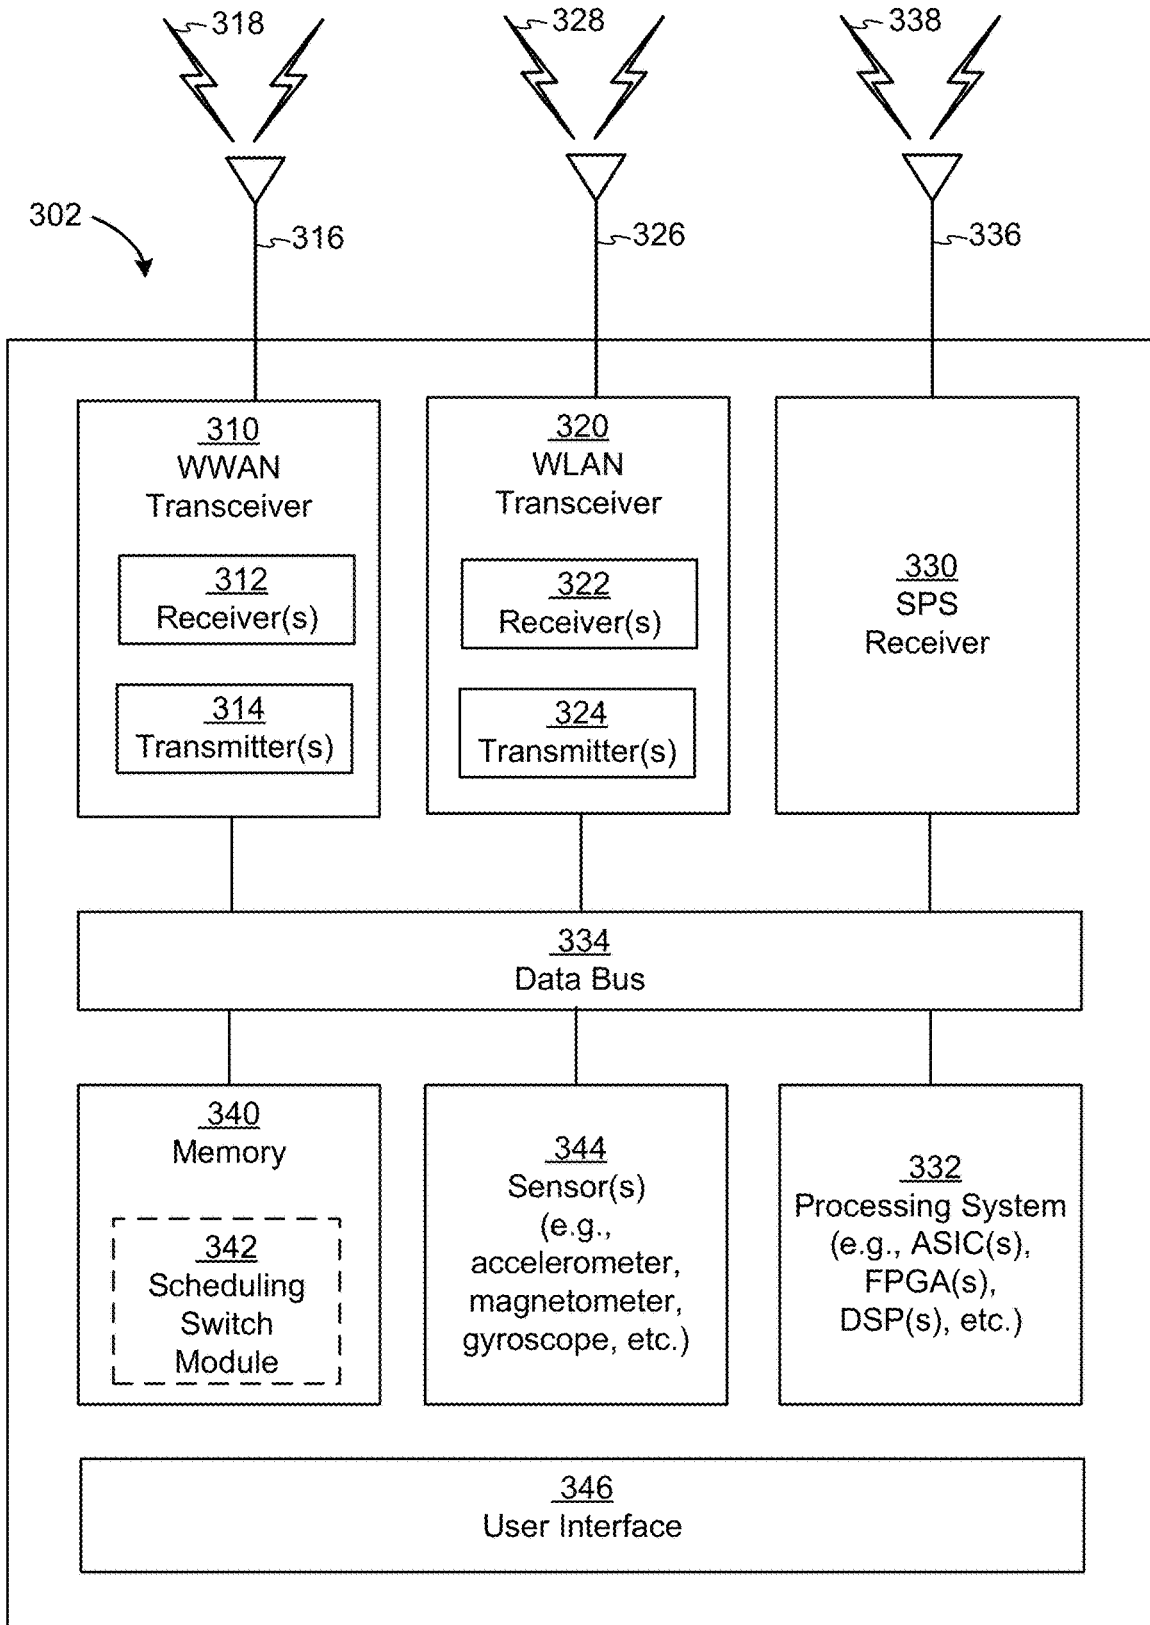 318
328
338
302
316
326
336
310
WWAN
Transceiver
312
Receiver(s)
314
Transmitter(s)
320
WLAN
Transceiver
322
Receiver(s)
324
Transmitter(s)
330
SPS
Receiver
334
Data Bus
340
Memory
342
Scheduling
Switch
Module
344
Sensor(s)
(e.g.,
accelerometer,
magnetometer,
gyroscope, etc.)
332
Processing System
(e.g., ASIC(s),
FPGA(s),
DSP(s), etc.)
346
User Interface